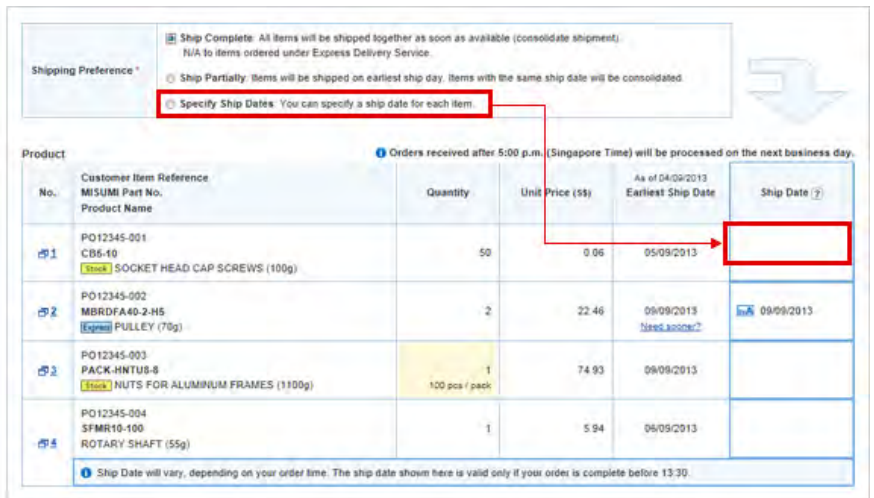 Shipping Preference *
Ship Complete: All items will be shipped together as soon as available (consolidate shipment).
N/A to items ordered under Express Delivery Service.
Ship Partially: Items will be shipped on earliest ship day. Items with the same ship date will be consolidated.
Specify Ship Dates: You can specify a ship date for each item.
Product
Orders received after 5:00 p.m. (Singapore Time) will be processed on the next business day.
No.
Customer Item Reference
MISUMI Part No.
Product Name
Quantity
Unit Price (S$)
As of 04/09/2013
Earliest Ship Date
Ship Date ?
1
PO12345-001
CB5-10
Stock SOCKET HEAD CAP SCREWS (100g)
50
0.06
05/09/2013
2
PO12345-002
MBRDFA40-2-H5
Express PULLEY (70g)
2
22.46
09/09/2013
Need sooner?
09/09/2013
3
PO12345-003
PACK-HNTU8-8
Stock NUTS FOR ALUMINUM FRAMES (1100g)
1
100 pcs / pack
74.93
09/09/2013
4
PO12345-004
SFMR10-100
ROTARY SHAFT (55g)
1
5.94
06/09/2013
Ship Date will vary, depending on your order time. The ship date shown here is valid only if your order is complete before 13:30.